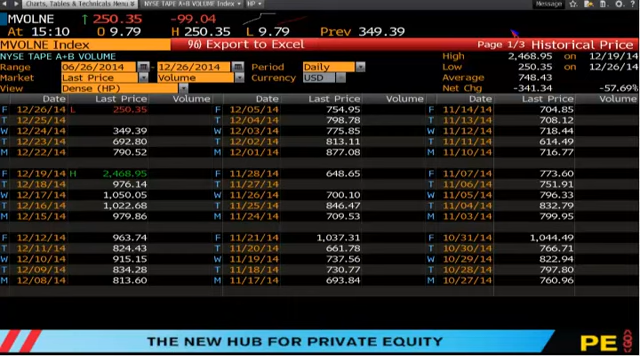 Charts, Tables & Technicals Menu NYSE TAPE A+B VOLUME Index HP Message
MVOLNE ↑ 250.35 -99.04
At 15:10 O 9.79 H 250.35 L 9.79 Prev 349.39
MVOLNE Index 96) Export to Excel Page 1/3 Historical Price
NYSE TAPE A+B VOLUME High 2,468.95 on 12/19/14
Range 06/26/2014 - 12/26/2014 Period Daily Low 250.35 on 12/26/14
Market Last Price Volume Currency USD Average 748.43
View Dense (HP) Net Chg -341.34 -57.69%
Date Last Price Volume Date Last Price Volume Date Last Price Volume
F 12/26/14 L 250.35 F 12/05/14 754.95 F 11/14/14 704.85
T 12/25/14 T 12/04/14 798.78 T 11/13/14 708.12
W 12/24/14 349.39 W 12/03/14 775.85 W 11/12/14 718.44
T 12/23/14 692.80 T 12/02/14 813.11 T 11/11/14 614.49
M 12/22/14 790.52 M 12/01/14 877.08 M 11/10/14 716.77
F 12/19/14 H 2,468.95 F 11/28/14 648.65 F 11/07/14 773.60
T 12/18/14 976.14 T 11/27/14 T 11/06/14 751.91
W 12/17/14 1,050.05 W 11/26/14 700.10 W 11/05/14 796.33
T 12/16/14 1,022.68 T 11/25/14 846.47 T 11/04/14 832.79
M 12/15/14 979.86 M 11/24/14 709.53 M 11/03/14 799.95
F 12/12/14 963.74 F 11/21/14 1,037.31 F 10/31/14 1,044.49
T 12/11/14 824.43 T 11/20/14 661.78 T 10/30/14 766.71
W 12/10/14 915.15 W 11/19/14 737.56 W 10/29/14 822.94
T 12/09/14 834.28 T 11/18/14 730.77 T 10/28/14 797.80
M 12/08/14 813.60 M 11/17/14 693.84 M 10/27/14 760.96
THE NEW HUB FOR PRIVATE EQUITY PE